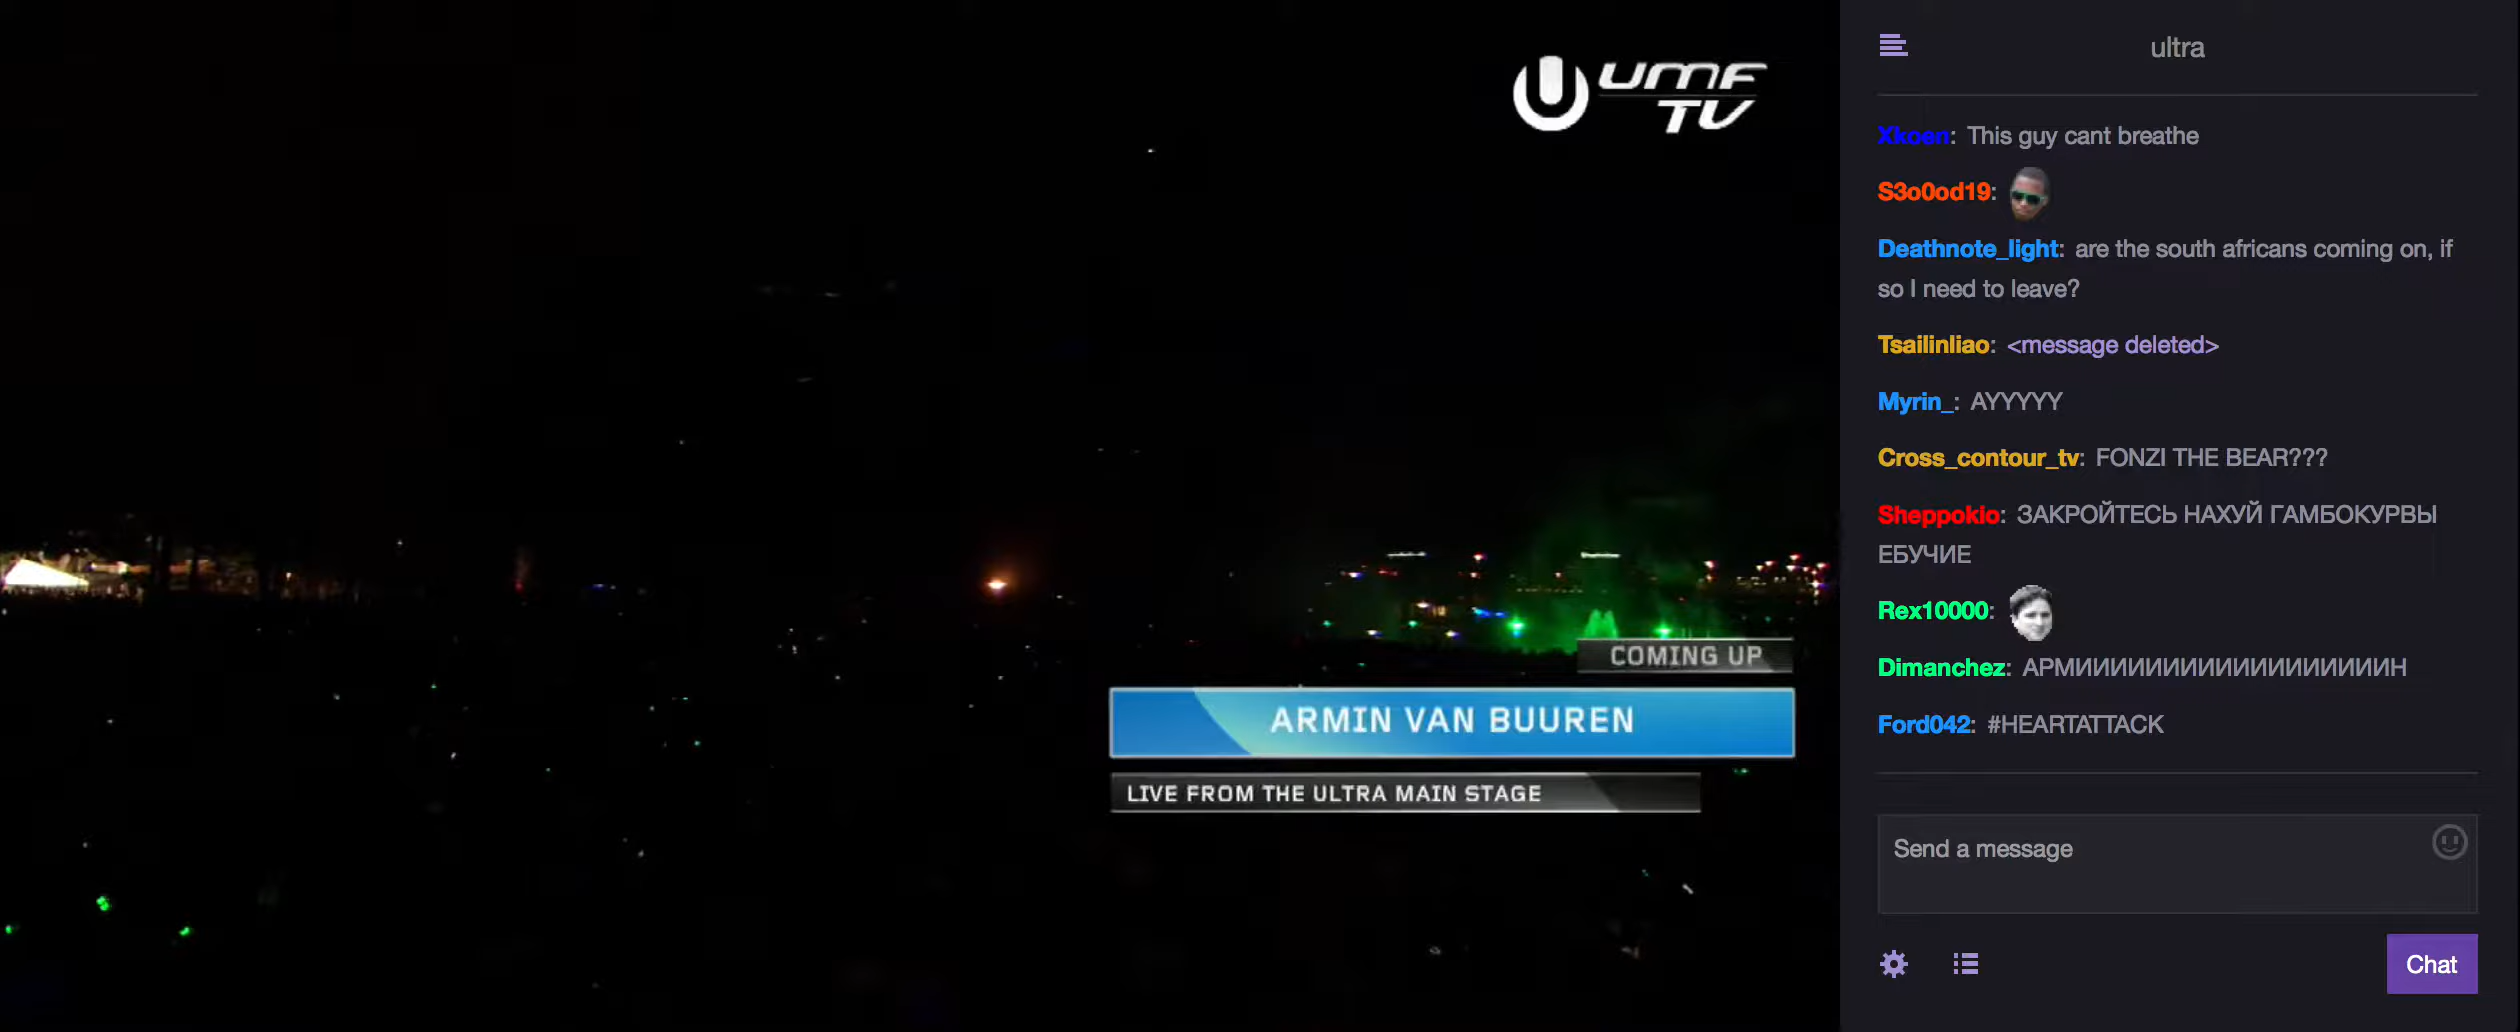 UMF
TV
COMING UP
ARMIN VAN BUUREN
LIVE FROM THE ULTRA MAIN STAGE
ultra
Xkoen: This guy cant breathe
S3o0od19:
Deathnote_light: are the south africans coming on, if
so I need to leave?
Tsailinliao: <message deleted>
Myrin_: AYYYYY
Cross_contour_tv: FONZI THE BEAR???
Sheppokio: ЗАКРОЙТЕСЬ НАХУЙ ГАМБОКУРВЫ
ЕБУЧИЕ
Rex10000:
Dimanchez: АРМИИИИИИИИИИИИИИИИИИН
Ford042: #HEARTATTACK
Send a message
Chat